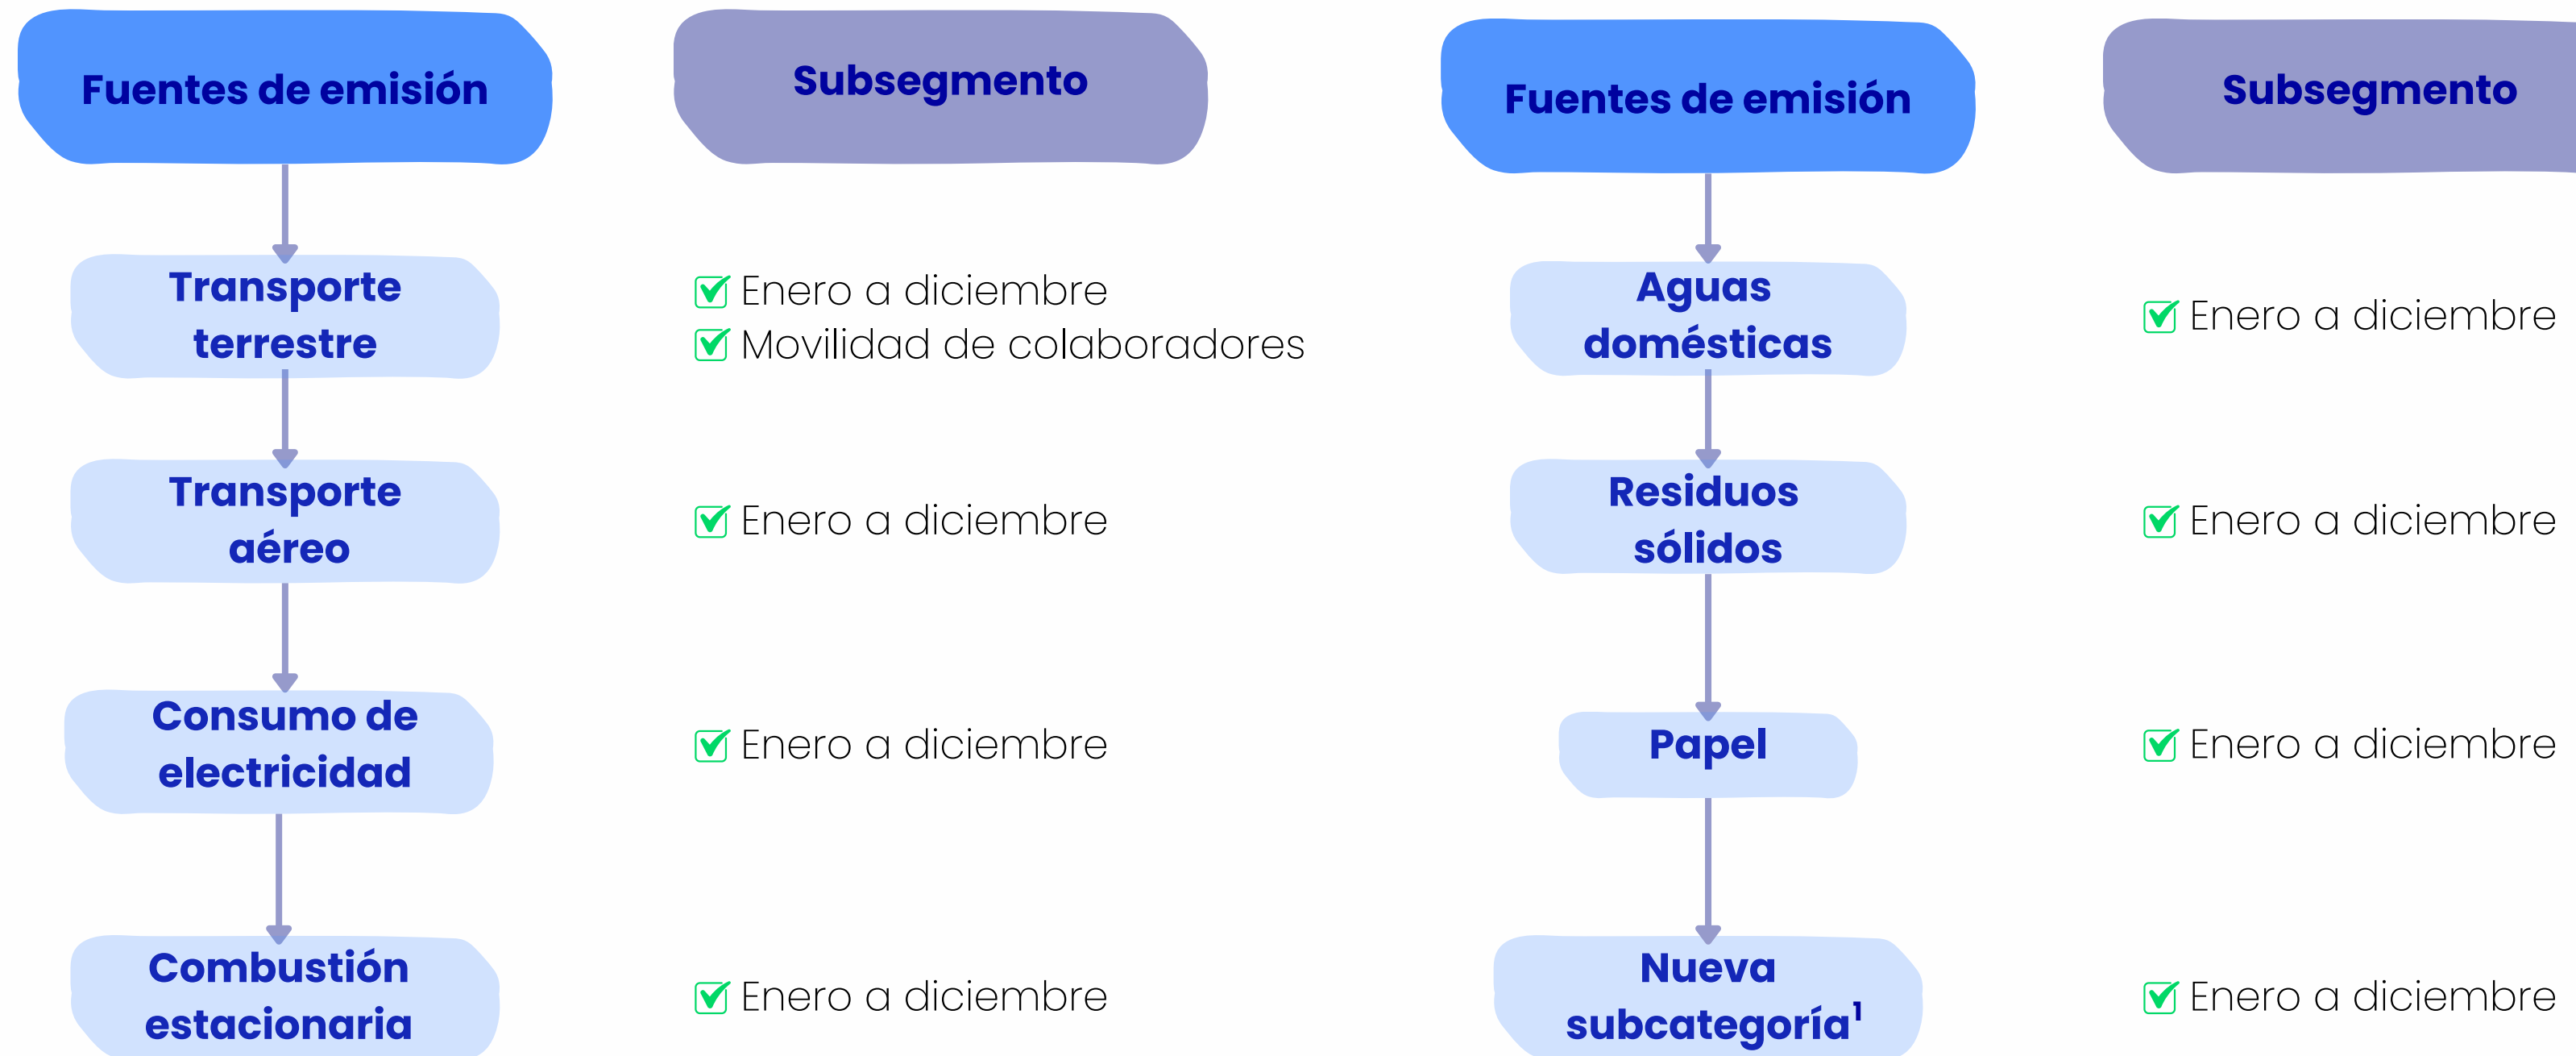 Fuentes de emisión
Subsegmento
Transporte
terrestre
Enero a diciembre
Movilidad de colaboradores
Transporte
aéreo
Enero a diciembre
Consumo de
electricidad
Enero a diciembre
Combustión
estacionaria
Enero a diciembre
Fuentes de emisión
Subsegmento
Aguas
domésticas
Enero a diciembre
Residuos
sólidos
Enero a diciembre
Papel
Enero a diciembre
Nueva
subcategoría¹
Enero a diciembre